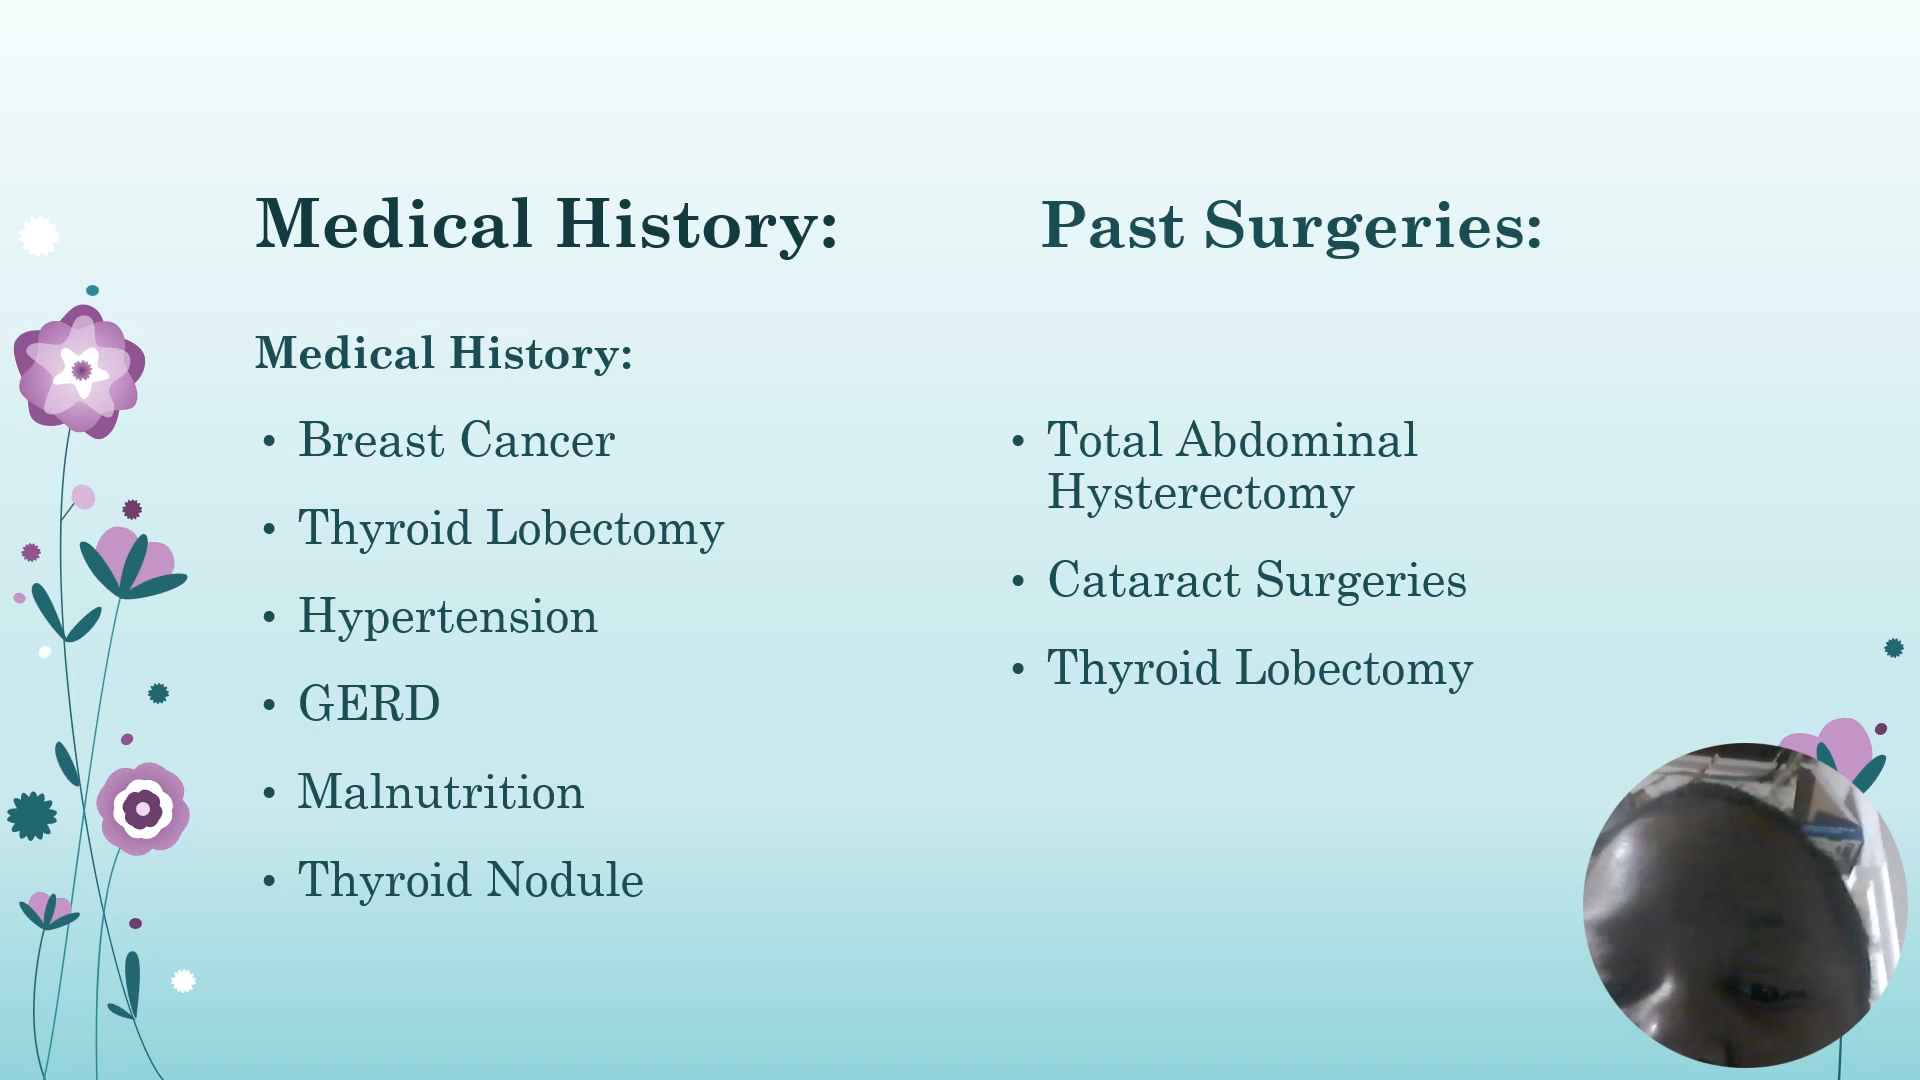 Medical History:
Past Surgeries:
Medical History:
• Breast Cancer
• Thyroid Lobectomy
• Hypertension
• GERD
• Malnutrition
• Thyroid Nodule
• Total Abdominal
Hysterectomy
• Cataract Surgeries
• Thyroid Lobectomy